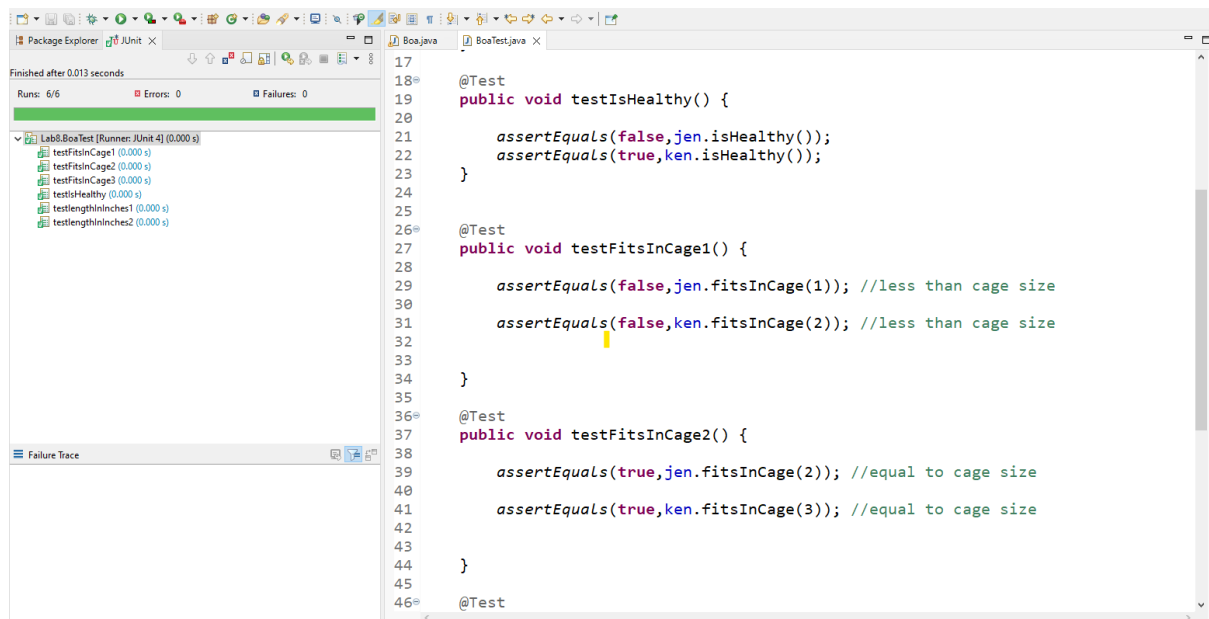 Package Explorer JUnit
Finished after 0.013 seconds
Runs: 6/6 Errors: 0 Failures: 0
Lab8.BoaTest [Runner: JUnit 4] (0.000 s)
testFitsInCage1 (0.000 s)
testFitsInCage2 (0.000 s)
testFitsInCage3 (0.000 s)
testIsHealthy (0.000 s)
testlengthInInches1 (0.000 s)
testlengthInInches2 (0.000 s)
Failure Trace
Boa.java BoaTest.java
17
18 @Test
19 public void testIsHealthy() {
20
21 assertEquals(false,jen.isHealthy());
22 assertEquals(true,ken.isHealthy());
23 }
24
25
26 @Test
27 public void testFitsInCage1() {
28
29 assertEquals(false,jen.fitsInCage(1)); //less than cage size
30
31 assertEquals(false,ken.fitsInCage(2)); //less than cage size
32
33
34 }
35
36 @Test
37 public void testFitsInCage2() {
38
39 assertEquals(true,jen.fitsInCage(2)); //equal to cage size
40
41 assertEquals(true,ken.fitsInCage(3)); //equal to cage size
42
43
44 }
45
46 @Test